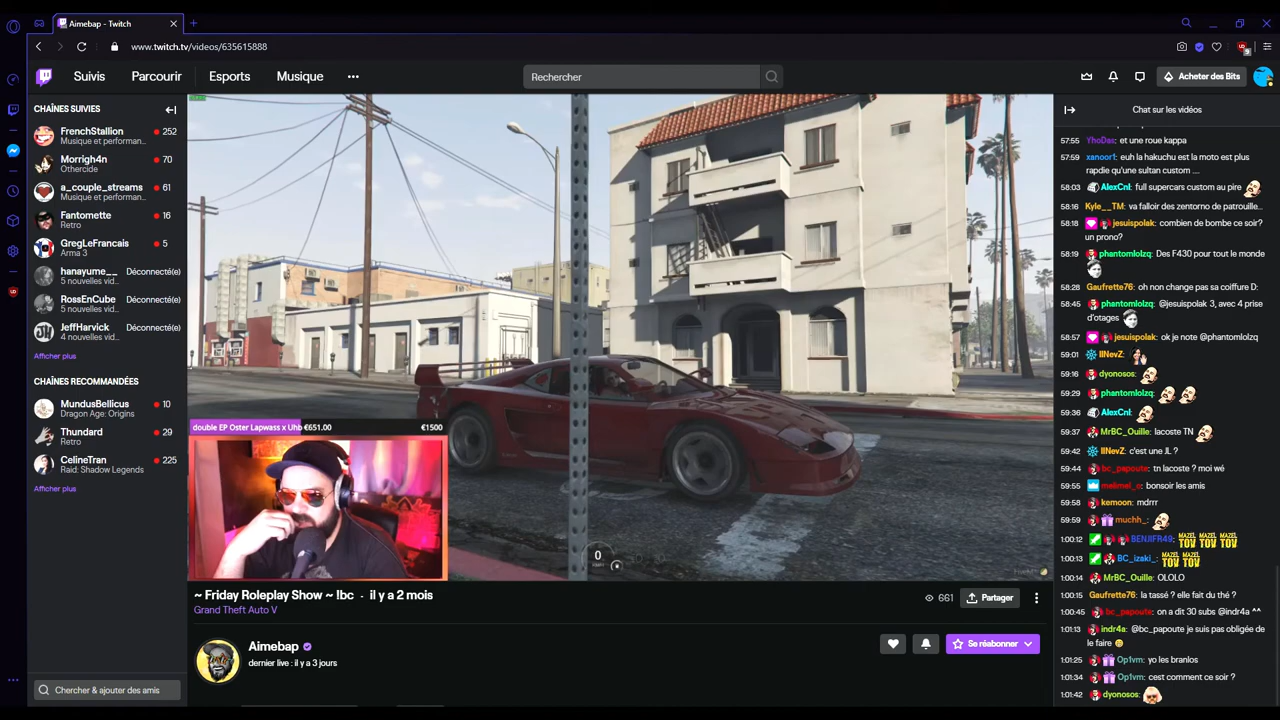 Aimebap - Twitch
www.twitch.tv/videos/635615888
Suivis
Parcourir
Esports
Musique
Rechercher
Acheter des Bits
CHAÎNES SUIVIES
FrenchStallion
252
Musique et performan...
Morrigh4n
70
Othercide
a_couple_streams
61
Musique et performan...
Fantomette
16
Retro
GregLeFrancais
5
Arma 3
hanayume__
Déconnecté(e)
5 nouvelles vid...
RossEnCube
Déconnecté(e)
5 nouvelles vid...
JeffHarvick
Déconnecté(e)
4 nouvelles vid...
Afficher plus
CHAÎNES RECOMMANDÉES
MundusBellicus
10
Dragon Age: Origins
Thundard
29
Retro
CelineTran
225
Raid: Shadow Legends
Afficher plus
Chercher & ajouter des amis
double EP Oster Lapwass x Uhb €651.00
€1500
0
~ Friday Roleplay Show ~ !bc - il y a 2 mois
Grand Theft Auto V
661
Partager
Aimebap
dernier live : il y a 3 jours
Se réabonner
Chat sur les vidéos
57:55 YhoDas: et une roue kappa
57:59 xanoor1: euh la hakuchu est la moto est plus
rapdie qu'une sultan custom ....
58:03 AlexCnl: full supercars custom au pire
58:16 Kyle__TM: va falloir des zentorno de patrouille...
58:18 jesuispolak: combien de bombe ce soir?
un prono?
58:19 phantomlolzq: Des F430 pour tout le monde
58:28 Gaufrette76: oh non change pas sa coiffure D:
58:45 phantomlolzq: @jesuispolak 3, avec 4 prise
d'otages
58:57 jesuispolak: ok je note @phantomlolzq
59:01 IINevZ:
59:16 dyonosos:
59:29 phantomlolzq:
59:36 AlexCnl:
59:37 MrBC_Ouille: lacoste TN
59:42 IINevZ: c'est une JL ?
59:44 bc_papoute: tn lacoste ? moi wé
59:55 meiimei_c: bonsoir les amis
59:58 kemoon: mdrrr
59:59 muchh_:
1:00:12 BENJIFR49: MAZEL TOV MAZEL TOV MAZEL TOV
1:00:13 BC_izaki_: MAZEL TOV MAZEL TOV
1:00:14 MrBC_Ouille: OLOLO
1:00:15 Gaufrette76: la tassé ? elle fait du thé ?
1:00:45 bc_papoute: on a dit 30 subs @indr4a ^^
1:01:13 indr4a: @bc_papoute je suis pas obligée de
le faire
1:01:25 Op1vm: yo les branlos
1:01:34 Op1vm: cest comment ce soir ?
1:01:42 dyonosos: